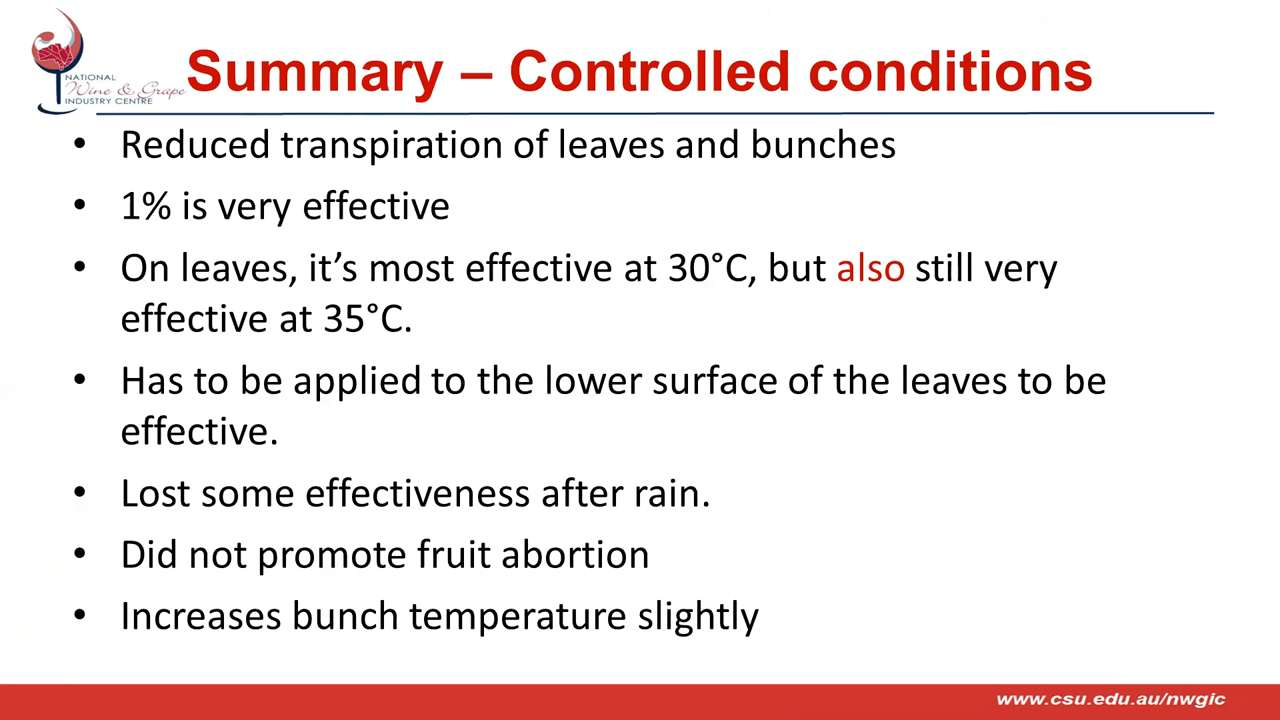 NATIONAL
Wine & Grape
INDUSTRY CENTRE
Summary – Controlled conditions
• Reduced transpiration of leaves and bunches
• 1% is very effective
• On leaves, it’s most effective at 30°C, but also still very
effective at 35°C.
• Has to be applied to the lower surface of the leaves to be
effective.
• Lost some effectiveness after rain.
• Did not promote fruit abortion
• Increases bunch temperature slightly
www.csu.edu.au/nwgic